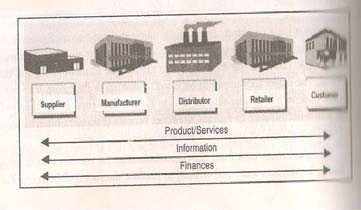 Supplier
Manufacturer
Distributor
Retailer
Customer
Product/Services
Information
Finances